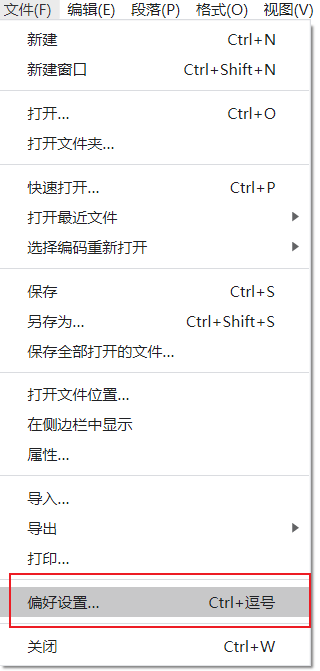 文件(F) 编辑(E) 段落(P) 格式(O) 视图(V)
新建 Ctrl+N
新建窗口 Ctrl+Shift+N
打开... Ctrl+O
打开文件夹...
快速打开... Ctrl+P
打开最近文件
选择编码重新打开
保存 Ctrl+S
另存为... Ctrl+Shift+S
保存全部打开的文件...
打开文件位置...
在侧边栏中显示
属性...
导入...
导出
打印...
偏好设置... Ctrl+逗号
关闭 Ctrl+W